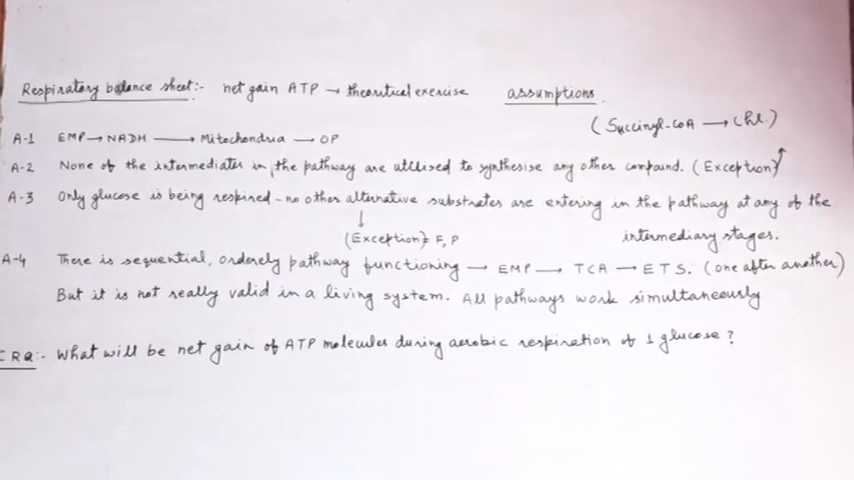 Respiratory balance sheet:- net gain ATP → theoritical exercise assumptions.
(Succinyl-CoA → Chl.)
A-1 EMP → NADH → Mitochondria → OP
A-2 None of the intermediates in the pathway are utilised to synthesise any other compound. (Exception)
A-3 Only glucose is being respired - no other alternative substrates are entering in the pathway at any of the
↓
(Exception)= F, P intermediary stages.
A-4 There is sequential, orderely pathway functioning → EMP → TCA → ETS. (one after another)
But it is not really valid in a living system. All pathways work simultaneously
CRQ:- What will be net gain of ATP molecules during aerobic respiration of 1 glucose?